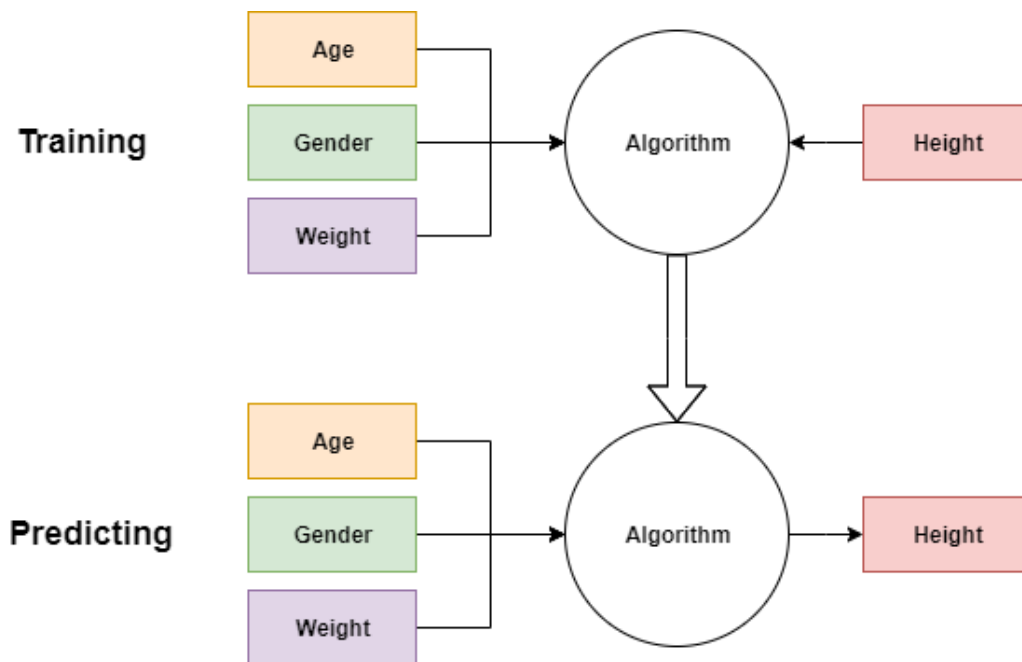 Training
Age
Gender
Weight
Algorithm
Height
Predicting
Age
Gender
Weight
Algorithm
Height